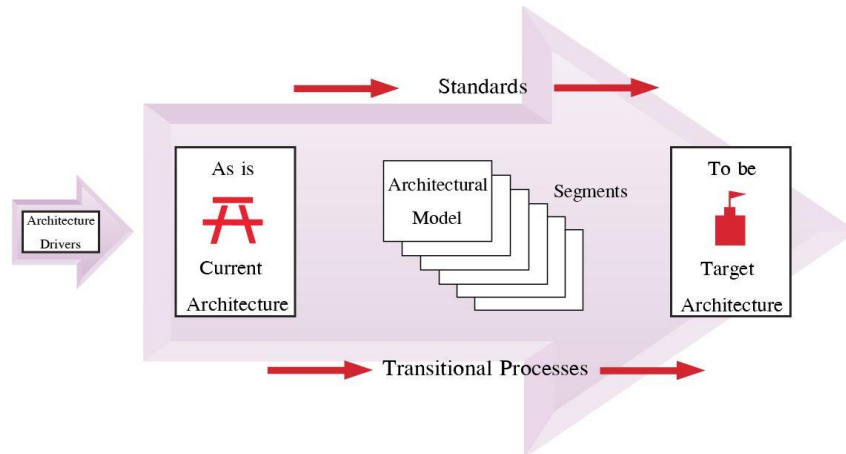 Standards
As is
Current
Architecture
Architectural
Model
Segments
To be
Target
Architecture
Architecture
Drivers
Transitional Processes